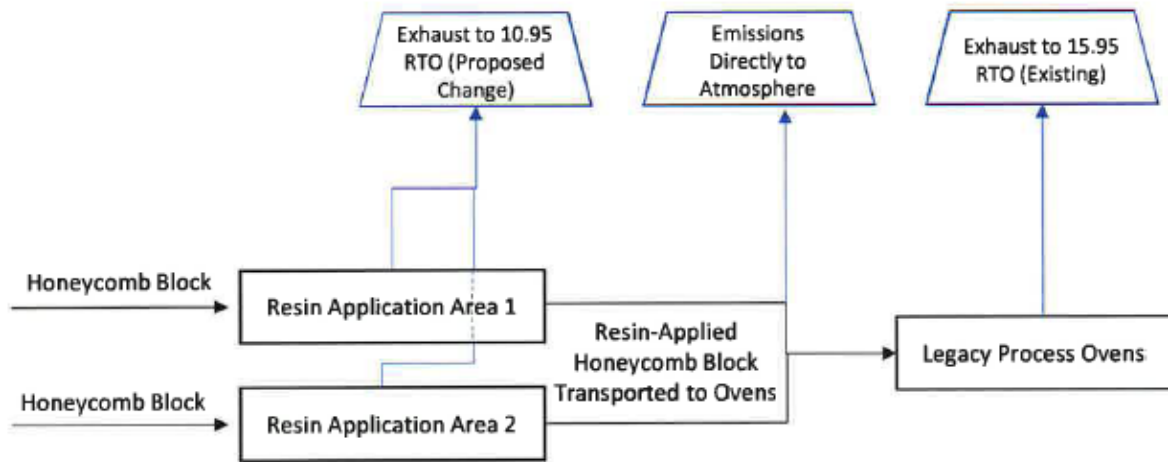 Exhaust to 10.95
RTO (Proposed
Change)
Emissions
Directly to
Atmosphere
Exhaust to 15.95
RTO (Existing)
Honeycomb Block
Resin Application Area 1
Resin-Applied
Honeycomb Block
Transported to Ovens
Legacy Process Ovens
Honeycomb Block
Resin Application Area 2